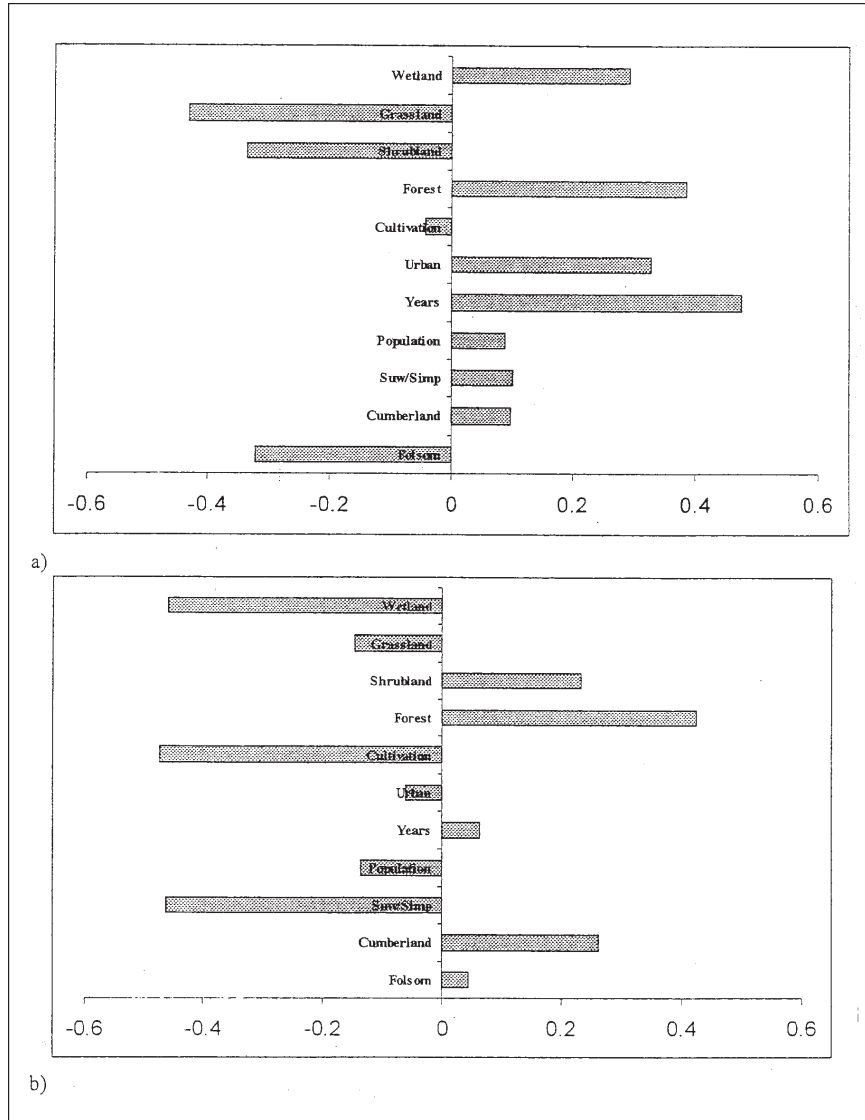 Wetland
Grassland
Shrubland
Forest
Cultivation
Urban
Years
Population
Suw/Simp
Cumberland
Folsom
-0.6 -0.4 -0.2 0 0.2 0.4 0.6
a)
Wetland
Grassland
Shrubland
Forest
Cultivation
Urban
Years
Population
Suw/Simp
Cumberland
Folsom
-0.6 -0.4 -0.2 0 0.2 0.4 0.6
b)